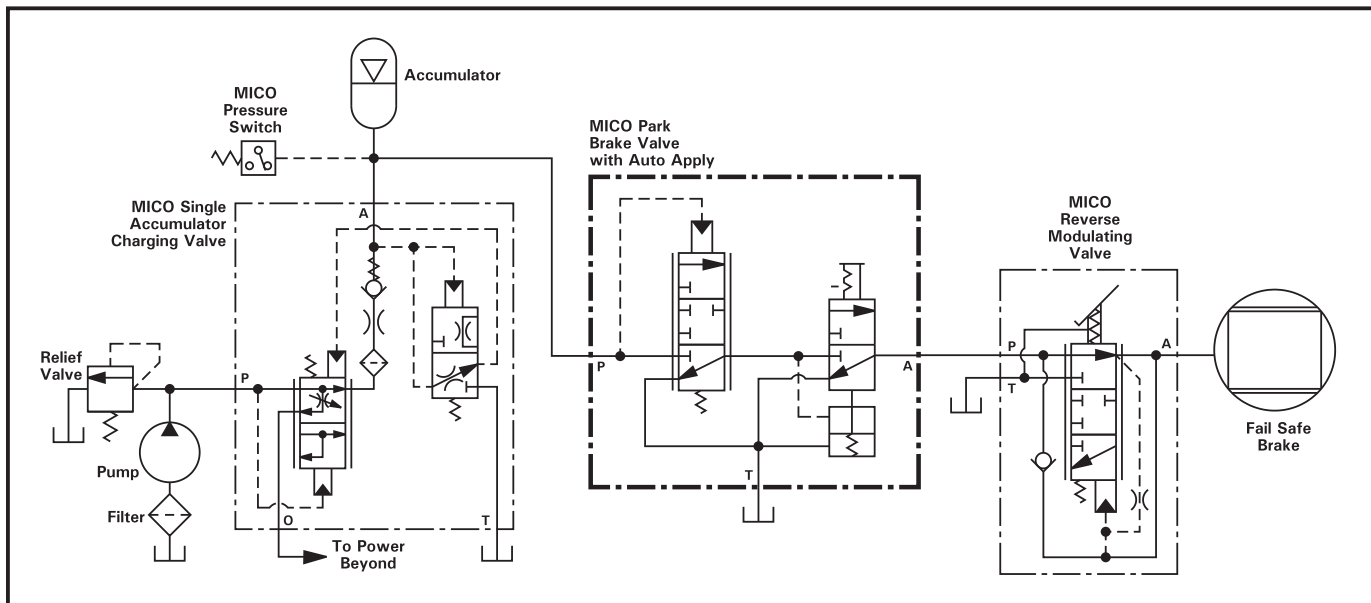 Accumulator
MICO
Pressure
Switch
MICO Park
Brake Valve
with Auto Apply
MICO Single
Accumulator
Charging Valve
A
MICO
Reverse
Modulating
Valve
Relief
Valve
P
P
A
P
A
T
Fail Safe
Brake
Pump
T
Filter
O
T
To Power
Beyond